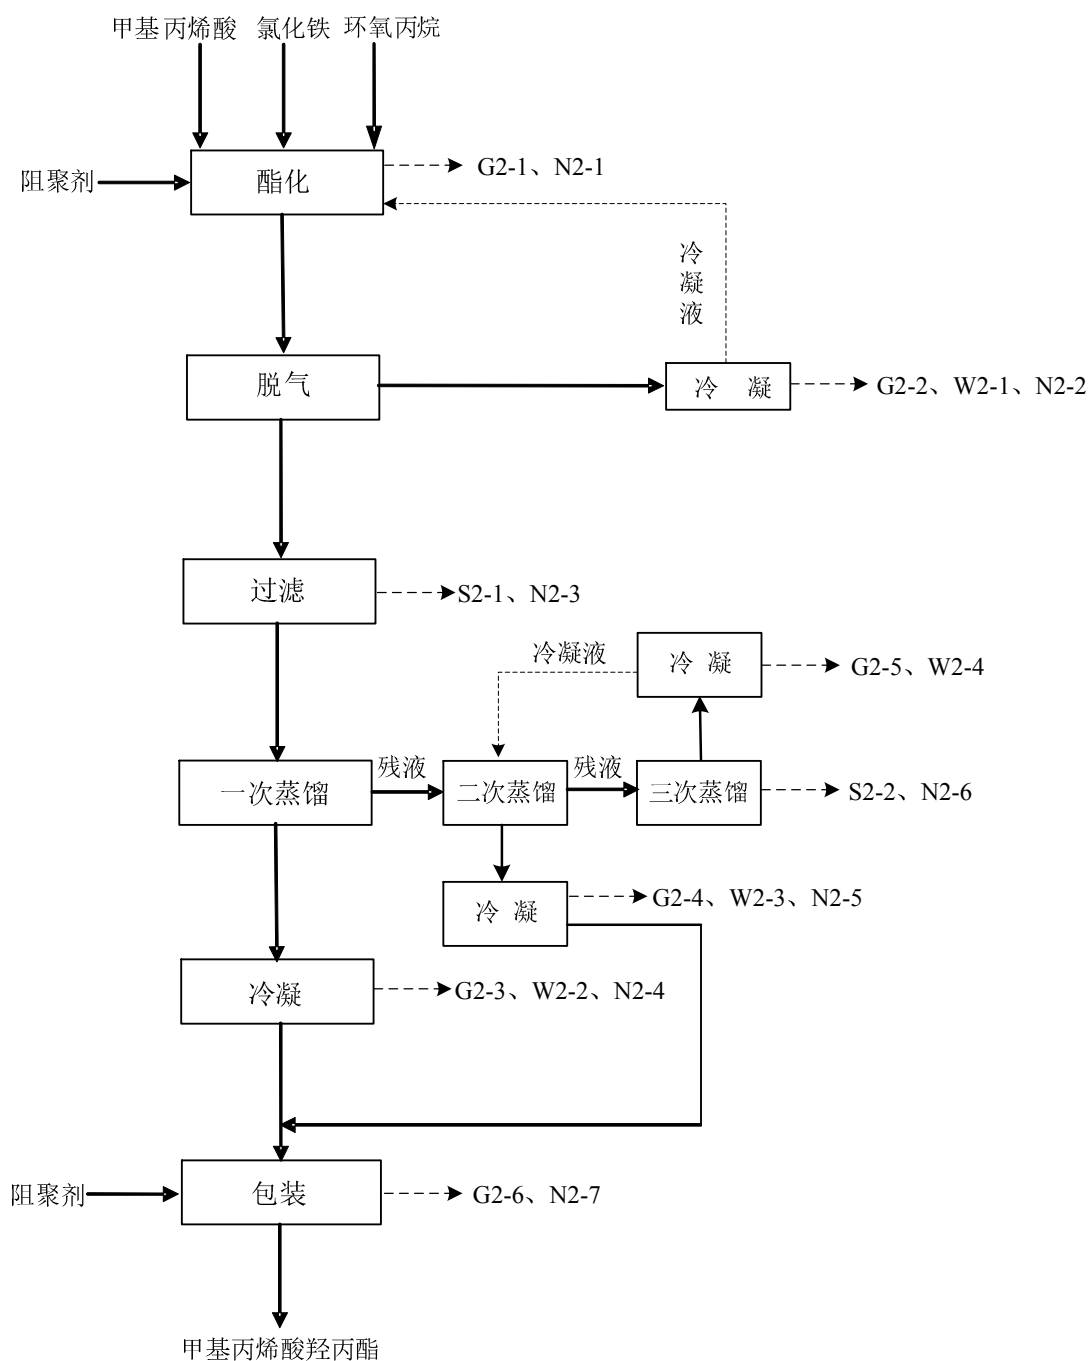 甲基丙烯酸
氯化铁
环氧丙烷
阻聚剂
酯化
G2-1、N2-1
冷凝液
脱气
冷 凝
G2-2、W2-1、N2-2
过滤
S2-1、N2-3
冷凝液
冷 凝
G2-5、W2-4
一次蒸馏
残液
二次蒸馏
残液
三次蒸馏
S2-2、N2-6
冷 凝
G2-4、W2-3、N2-5
冷凝
G2-3、W2-2、N2-4
阻聚剂
包装
G2-6、N2-7
甲基丙烯酸羟丙酯